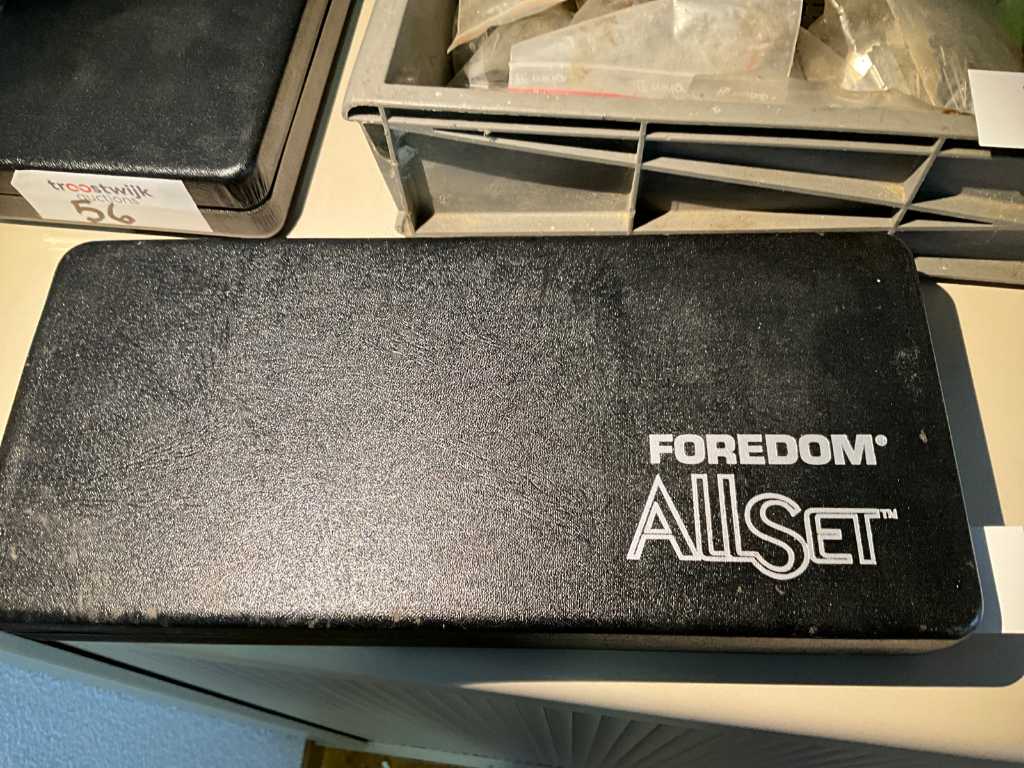 troostwijk
auctions
56
FOREDOM®
ALLSET™